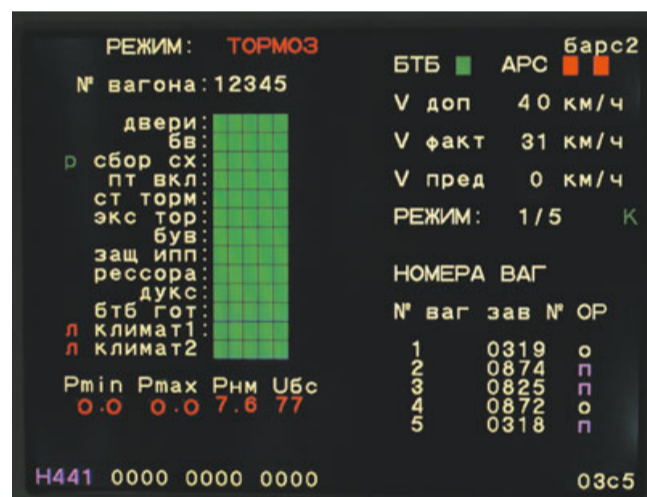 РЕЖИМ: ТОРМОЗ
№ вагона:12345
двери:
бв:
р сбор сх:
пт вкл:
ст торм:
экс тор:
був:
защ ипп:
рессора:
дукс:
бтб гот:
л климат1:
л климат2
Pmin Pmax Рнм Uбс
0.0 0.0 7.6 77
Н441 0000 0000 0000
барс2
БТБ АРС
V доп 40 км/ч
V факт 31 км/ч
V пред 0 км/ч
РЕЖИМ: 1/5 К
НОМЕРА ВАГ
№ ваг зав № ОР
1 0319 о
2 0874 п
3 0825 п
4 0872 о
5 0318 п
03с5